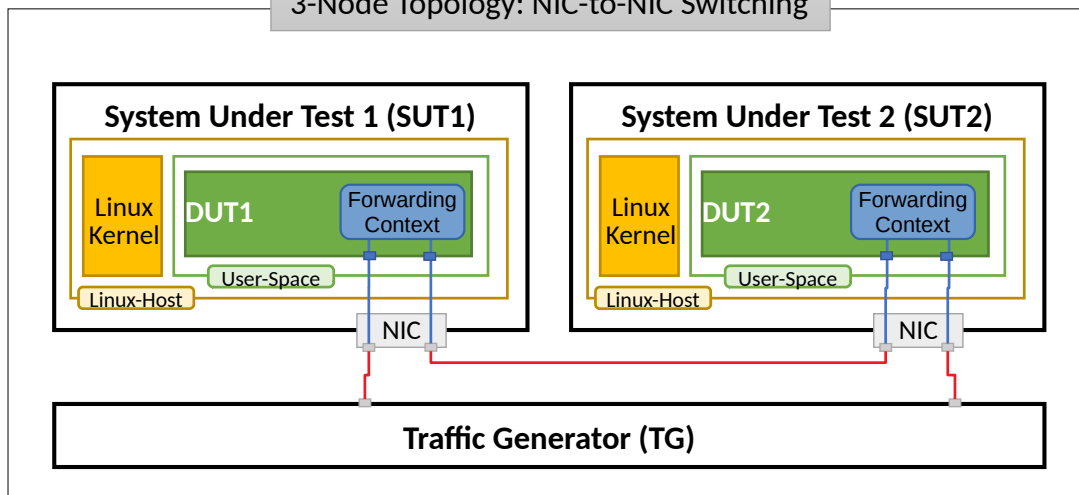 3-Node Topology: NIC-to-NIC Switching
System Under Test 1 (SUT1)
Linux
Kernel
DUT1
Forwarding
Context
User-Space
Linux-Host
NIC
System Under Test 2 (SUT2)
Linux
Kernel
DUT2
Forwarding
Context
User-Space
Linux-Host
NIC
Traffic Generator (TG)